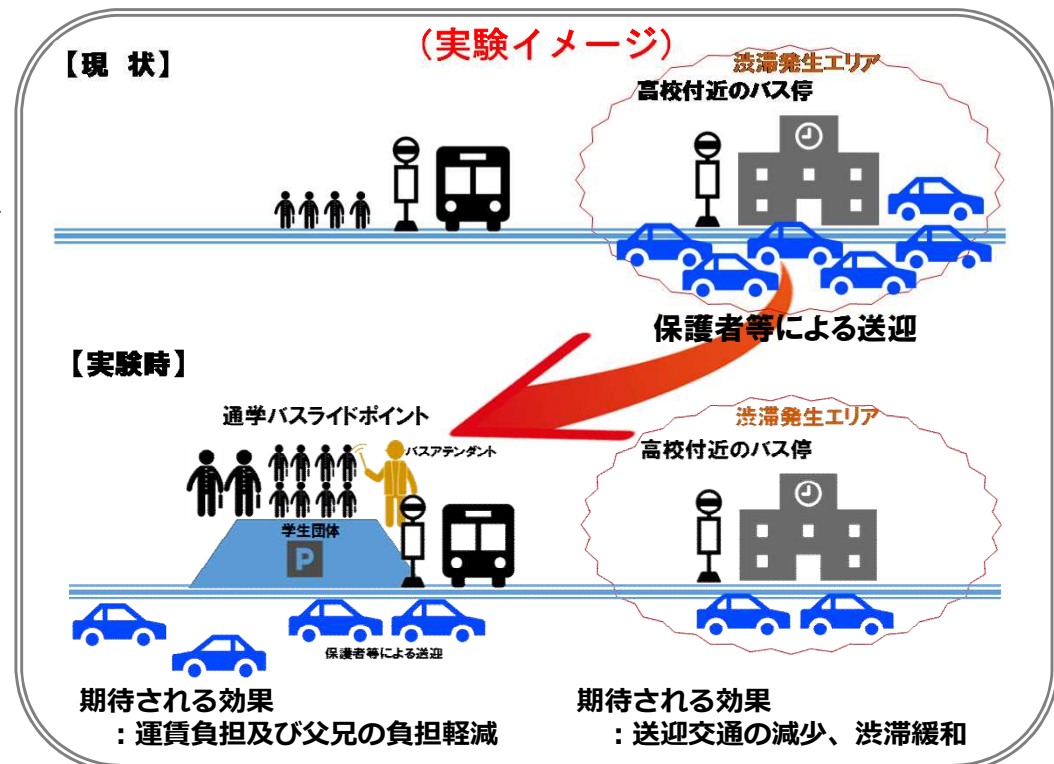 (実験イメージ)
【現 状】
渋滞発生エリア
高校付近のバス停
保護者等による送迎
【実験時】
通学バスライドポイント
バスアテンダント
学生団体
P
保護者等による送迎
渋滞発生エリア
高校付近のバス停
期待される効果
：運賃負担及び父兄の負担軽減
期待される効果
：送迎交通の減少、渋滞緩和